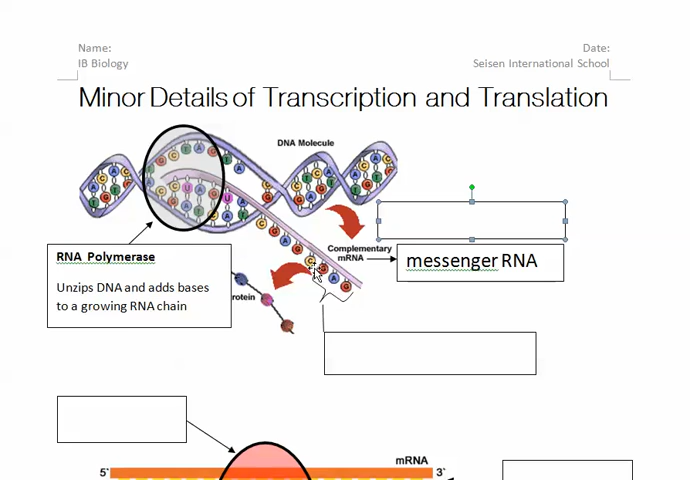 Name:
Date:
IB Biology
Seisen International School
Minor Details of Transcription and Translation
DNA Molecule
Complementary
mRNA
messenger RNA
RNA Polymerase
Unzips DNA and adds bases
to a growing RNA chain
rotein
mRNA
5'
3'